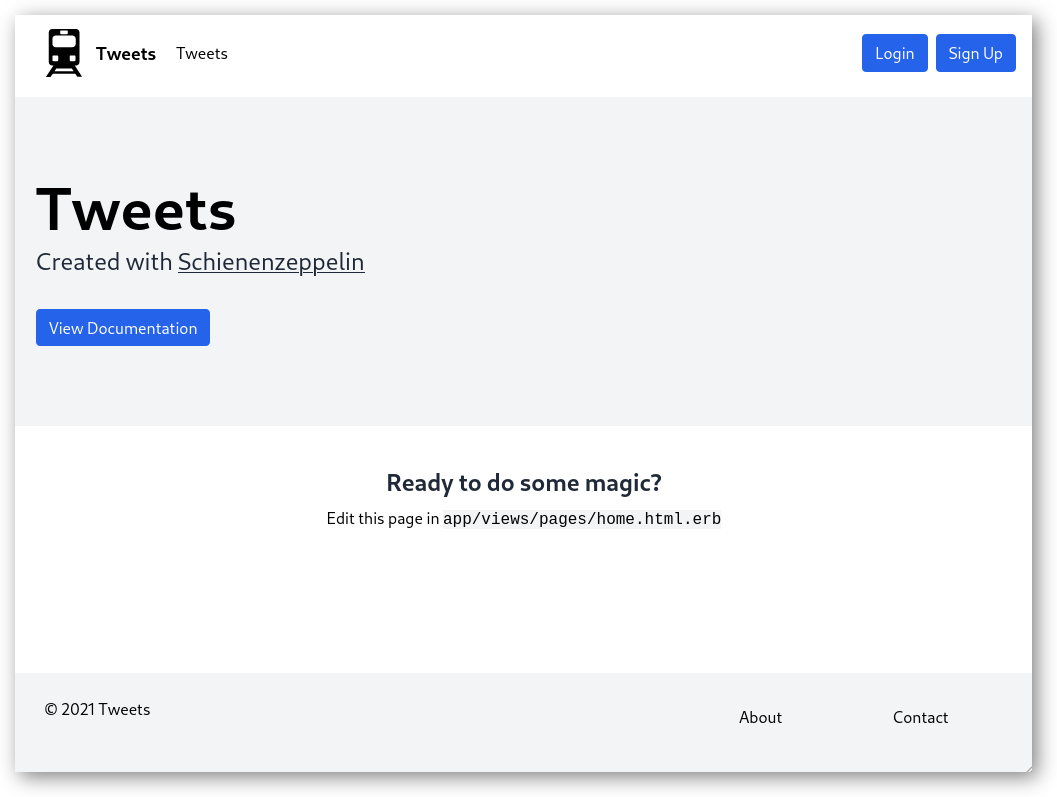 Tweets Tweets Login Sign Up
Tweets
Created with Schienenzeppelin
View Documentation
Ready to do some magic?
Edit this page in app/views/pages/home.html.erb
© 2021 Tweets About Contact